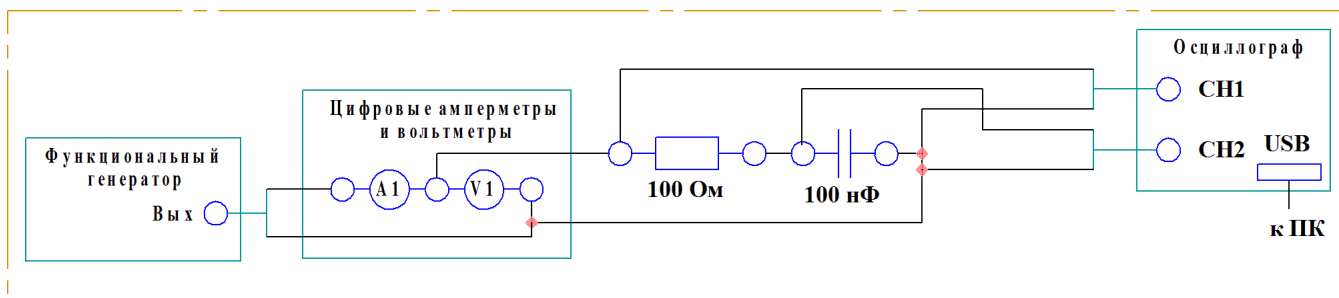 Осциллограф
CH1
CH2
USB
к ПК
Цифровые амперметры
и вольтметры
A1
V1
Функциональный
генератор
Вых
100 Ом
100 нФ